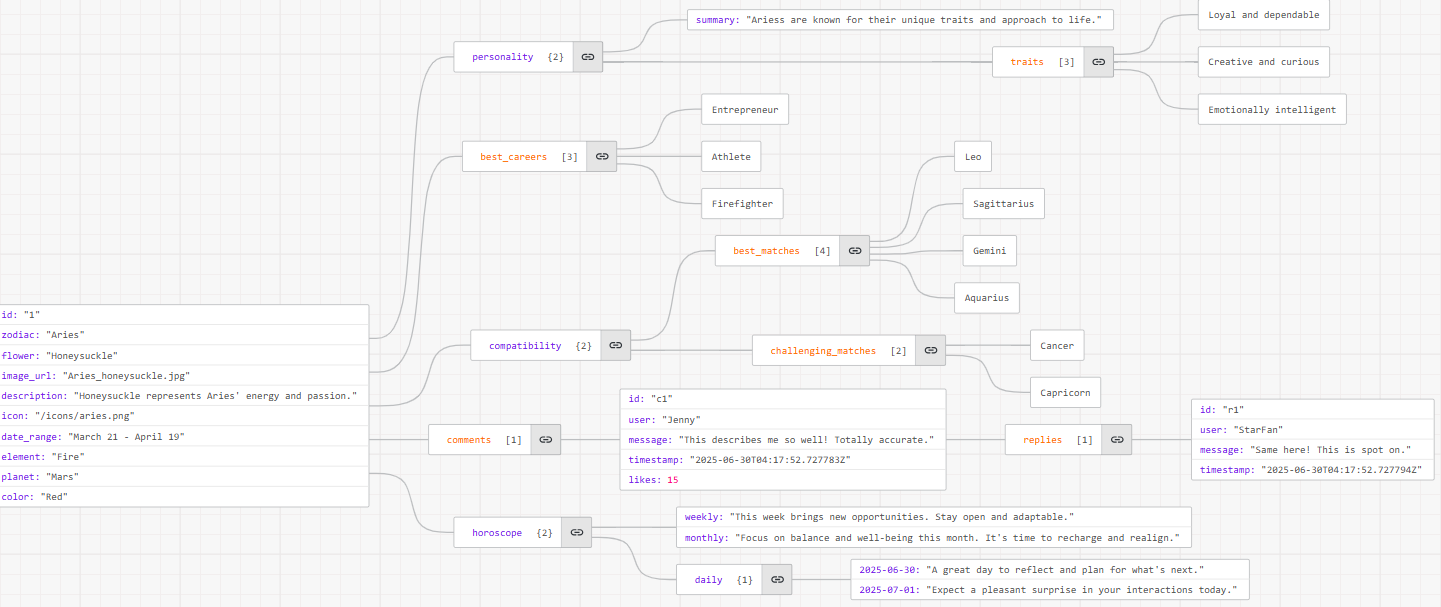 summary: "Ariess are known for their unique traits and approach to life."
Loyal and dependable
personality {2}
traits [3]
Creative and curious
Emotionally intelligent
Entrepreneur
best_careers [3]
Athlete
Leo
Firefighter
Sagittarius
best_matches [4]
Gemini
Aquarius
id: "1"
zodiac: "Aries"
flower: "Honeysuckle"
image_url: "Aries_honeysuckle.jpg"
description: "Honeysuckle represents Aries' energy and passion."
icon: "/icons/aries.png"
date_range: "March 21 - April 19"
element: "Fire"
planet: "Mars"
color: "Red"
compatibility {2}
challenging_matches [2]
Cancer
Capricorn
comments [1]
id: "c1"
user: "Jenny"
message: "This describes me so well! Totally accurate."
timestamp: "2025-06-30T04:17:52.727783Z"
likes: 15
replies [1]
id: "r1"
user: "StarFan"
message: "Same here! This is spot on."
timestamp: "2025-06-30T04:17:52.727794Z"
horoscope {2}
weekly: "This week brings new opportunities. Stay open and adaptable."
monthly: "Focus on balance and well-being this month. It's time to recharge and realign."
daily {1}
2025-06-30: "A great day to reflect and plan for what's next."
2025-07-01: "Expect a pleasant surprise in your interactions today."